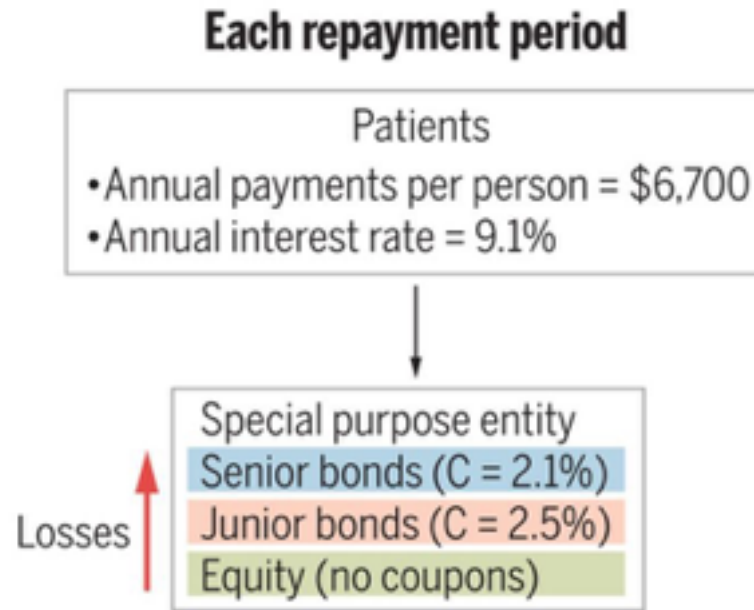 Each repayment period
Patients
•Annual payments per person = $6,700
•Annual interest rate = 9.1%
Special purpose entity
Senior bonds (C = 2.1%)
Junior bonds (C = 2.5%)
Losses
Equity (no coupons)